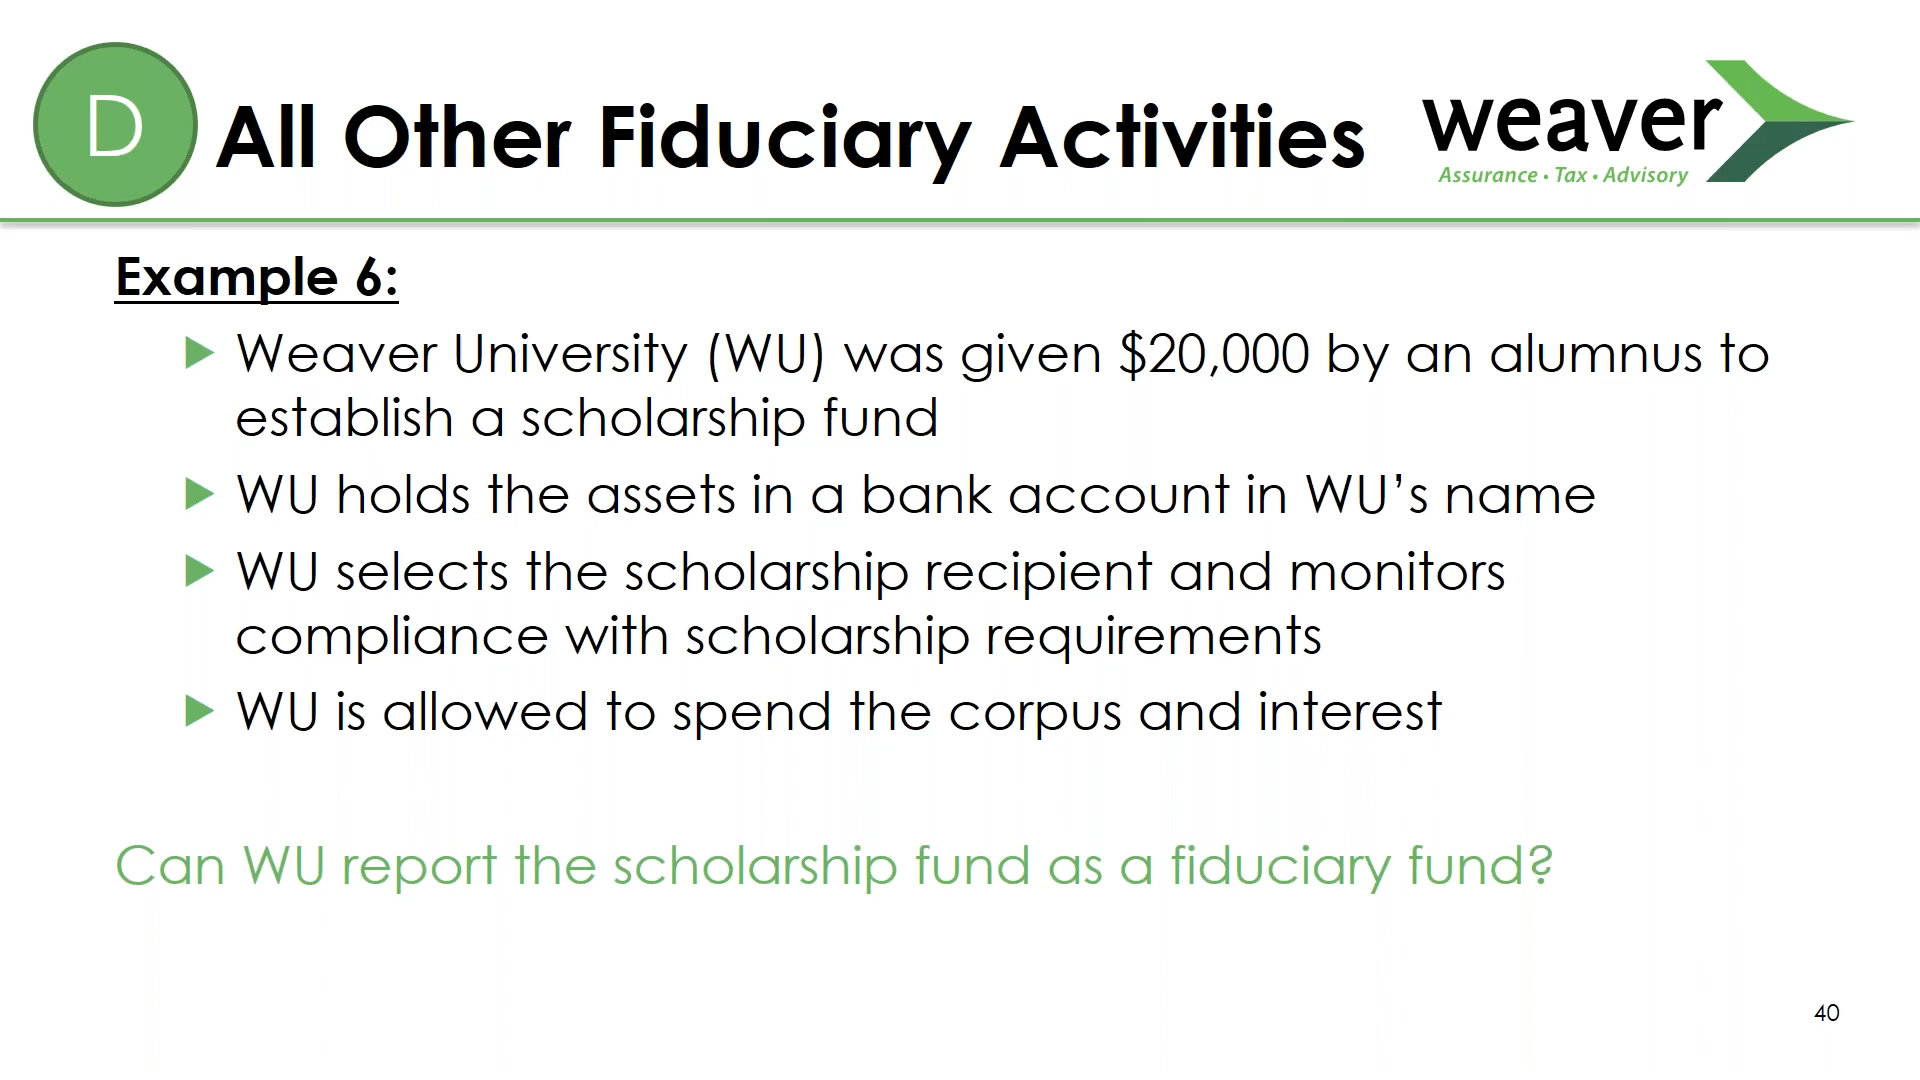 D
All Other Fiduciary Activities
weaver
Assurance • Tax • Advisory
Example 6:
Weaver University (WU) was given $20,000 by an alumnus to
establish a scholarship fund
WU holds the assets in a bank account in WU’s name
WU selects the scholarship recipient and monitors
compliance with scholarship requirements
WU is allowed to spend the corpus and interest
Can WU report the scholarship fund as a fiduciary fund?
40